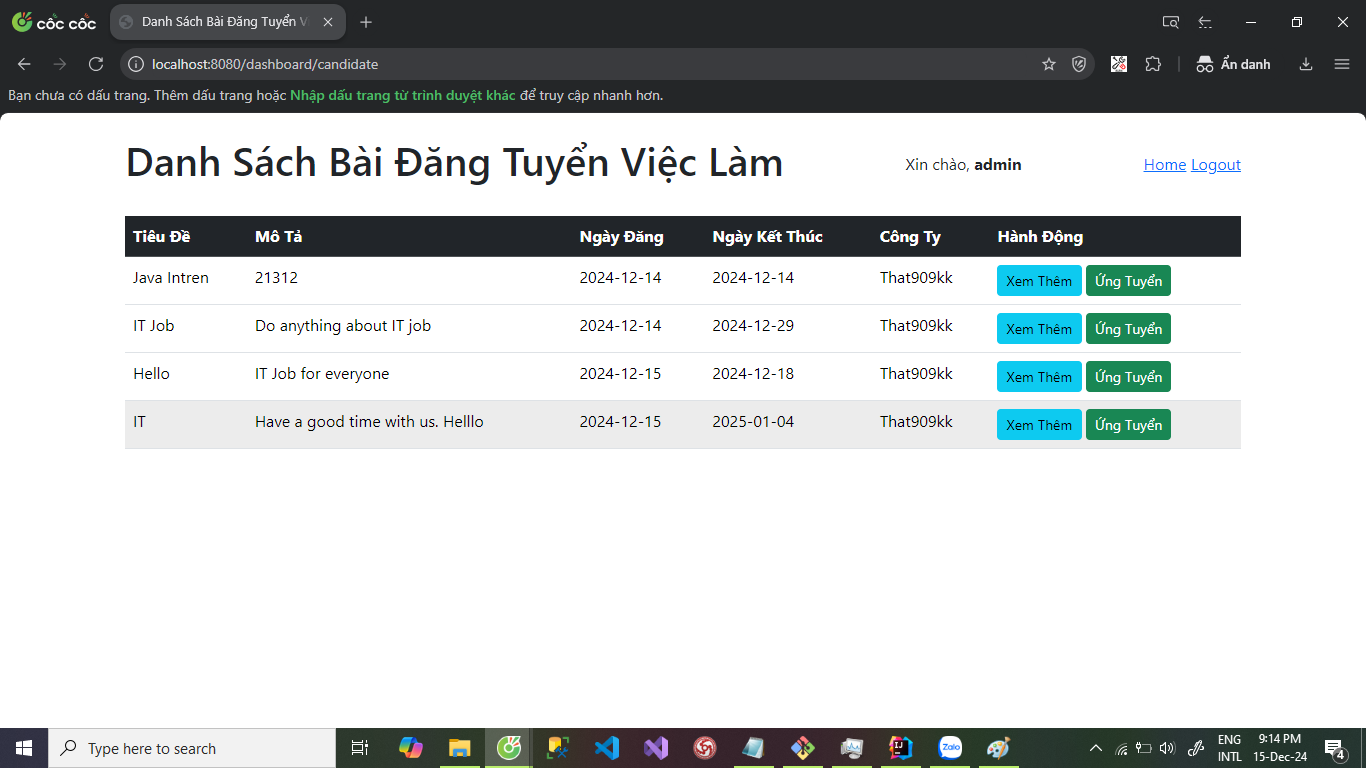 cốc cốc
Danh Sách Bài Đăng Tuyển V
localhost:8080/dashboard/candidate
Ẩn danh
Bạn chưa có dấu trang. Thêm dấu trang hoặc Nhập dấu trang từ trình duyệt khác để truy cập nhanh hơn.
Danh Sách Bài Đăng Tuyển Việc Làm
Xin chào, admin
Home Logout
Tiêu Đề Mô Tả Ngày Đăng Ngày Kết Thúc Công Ty Hành Động
Java Intren 21312 2024-12-14 2024-12-14 That909kk Xem Thêm Ứng Tuyển
IT Job Do anything about IT job 2024-12-14 2024-12-29 That909kk Xem Thêm Ứng Tuyển
Hello IT Job for everyone 2024-12-15 2024-12-18 That909kk Xem Thêm Ứng Tuyển
IT Have a good time with us. Helllo 2024-12-15 2025-01-04 That909kk Xem Thêm Ứng Tuyển
Type here to search
Zalo
ENG
INTL
9:14 PM
15-Dec-24
4